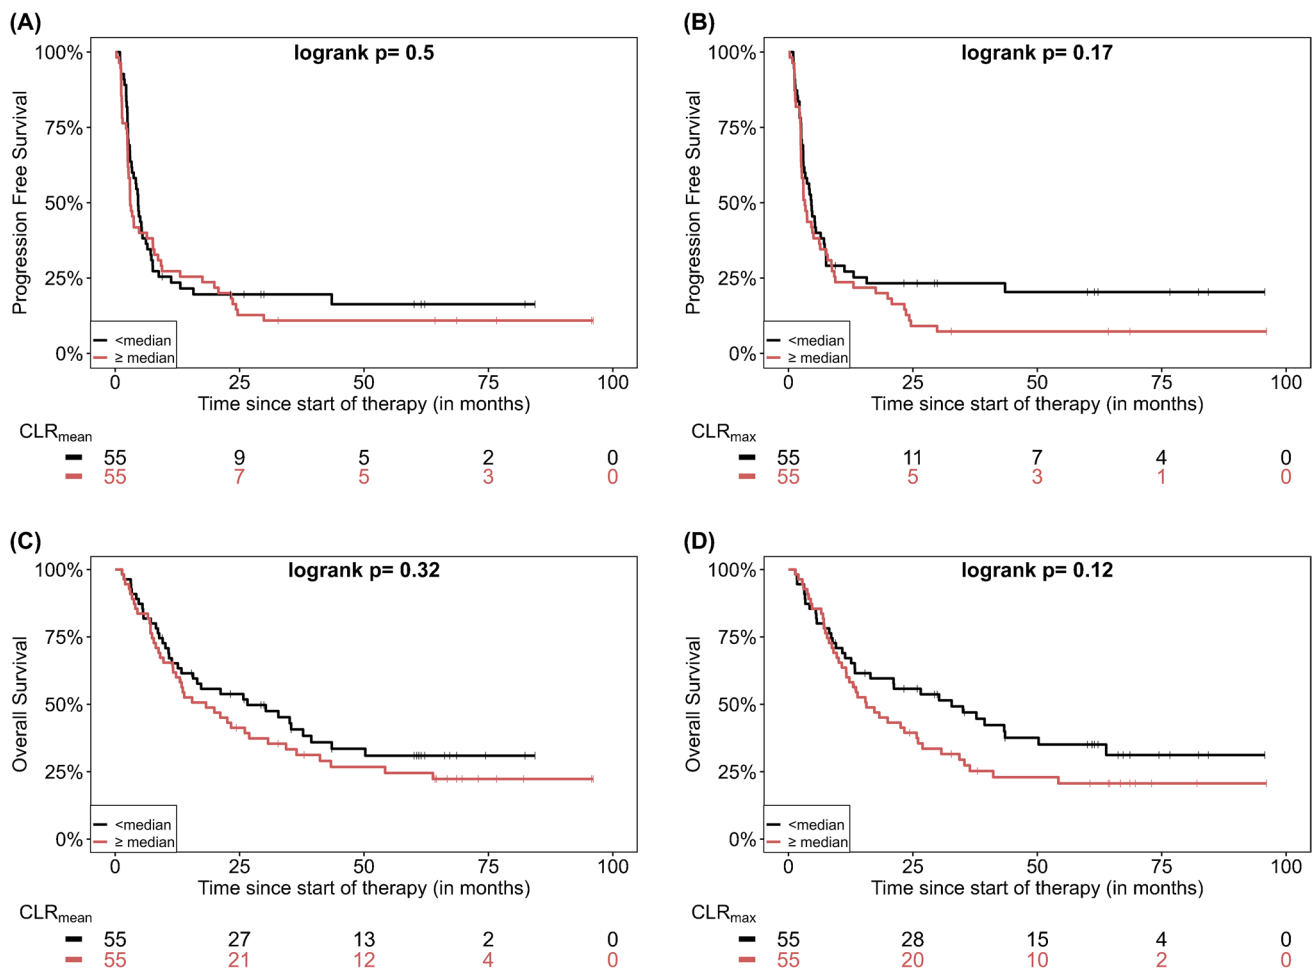 (A)
logrank p= 0.5
Progression Free Survival
100%
75%
50%
25%
0%
<median
≥ median
0 25 50 75 100
Time since start of therapy (in months)
CLRmean
55 9 5 2 0
55 7 5 3 0
(B)
logrank p= 0.17
Progression Free Survival
100%
75%
50%
25%
0%
<median
≥ median
0 25 50 75 100
Time since start of therapy (in months)
CLRmax
55 11 7 4 0
55 5 3 1 0
(C)
logrank p= 0.32
Overall Survival
100%
75%
50%
25%
0%
<median
≥ median
0 25 50 75 100
Time since start of therapy (in months)
CLRmean
55 27 13 2 0
55 21 12 4 0
(D)
logrank p= 0.12
Overall Survival
100%
75%
50%
25%
0%
<median
≥ median
0 25 50 75 100
Time since start of therapy (in months)
CLRmax
55 28 15 4 0
55 20 10 2 0